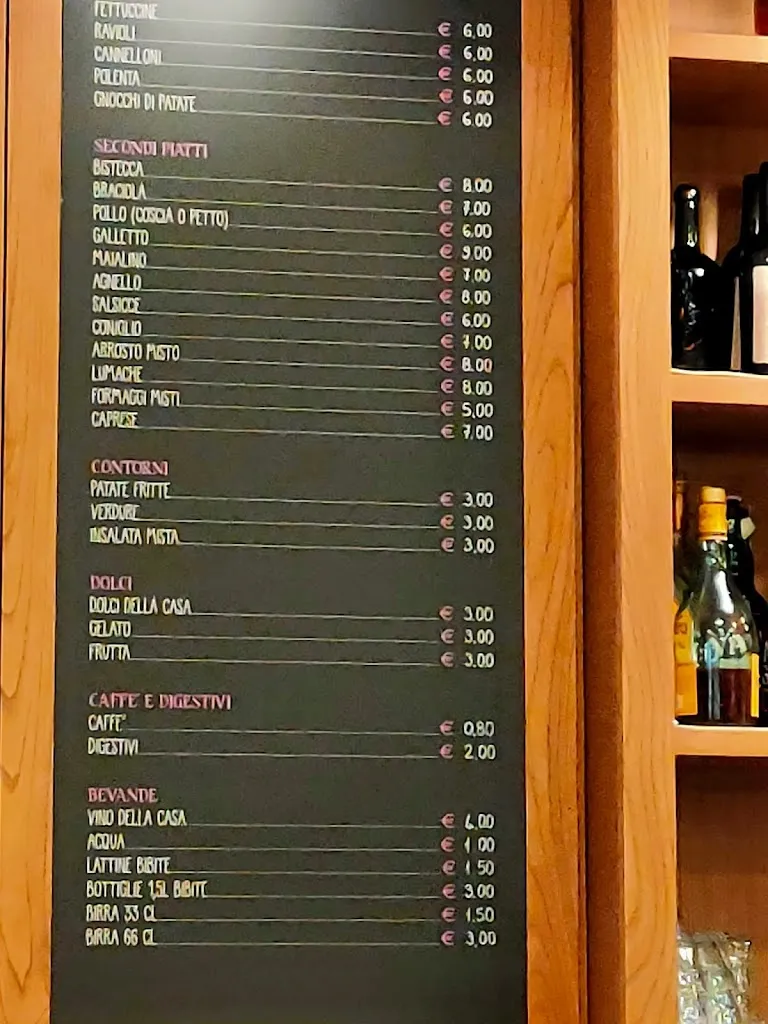 FETTUCCINE € 6,00
RAVIOLI € 6,00
CANNELLONI € 6,00
POLENTA € 6,00
GNOCCHI DI PATATE € 6,00
SECONDI PIATTI
BISTECCA € 8,00
BRACIOLA € 7,00
POLLO (COSCIA O PETTO) € 6,00
GALLETTO € 9,00
MAIALINO € 7,00
AGNELLO € 8,00
SALSICCE € 6,00
CONIGLIO € 7,00
ARROSTO MISTO € 8,00
LUMACHE € 8,00
FORMAGGI MISTI € 5,00
CAPRESE € 7,00
CONTORNI
PATATE FRITTE € 3,00
VERDURE € 3,00
INSALATA MISTA € 3,00
DOLCI
DOLCI DELLA CASA € 3,00
GELATO € 3,00
FRUTTA € 3,00
CAFFE' E DIGESTIVI
CAFFE' € 0,80
DIGESTIVI € 2,00
BEVANDE
VINO DELLA CASA €
ACQUA € 1,00
LATTINE BIBITE € 1,50
BOTTIGLIE 1,5L BIBITE € 3,00
BIRRA 33 CL € 1,50
BIRRA 66 CL € 3,00